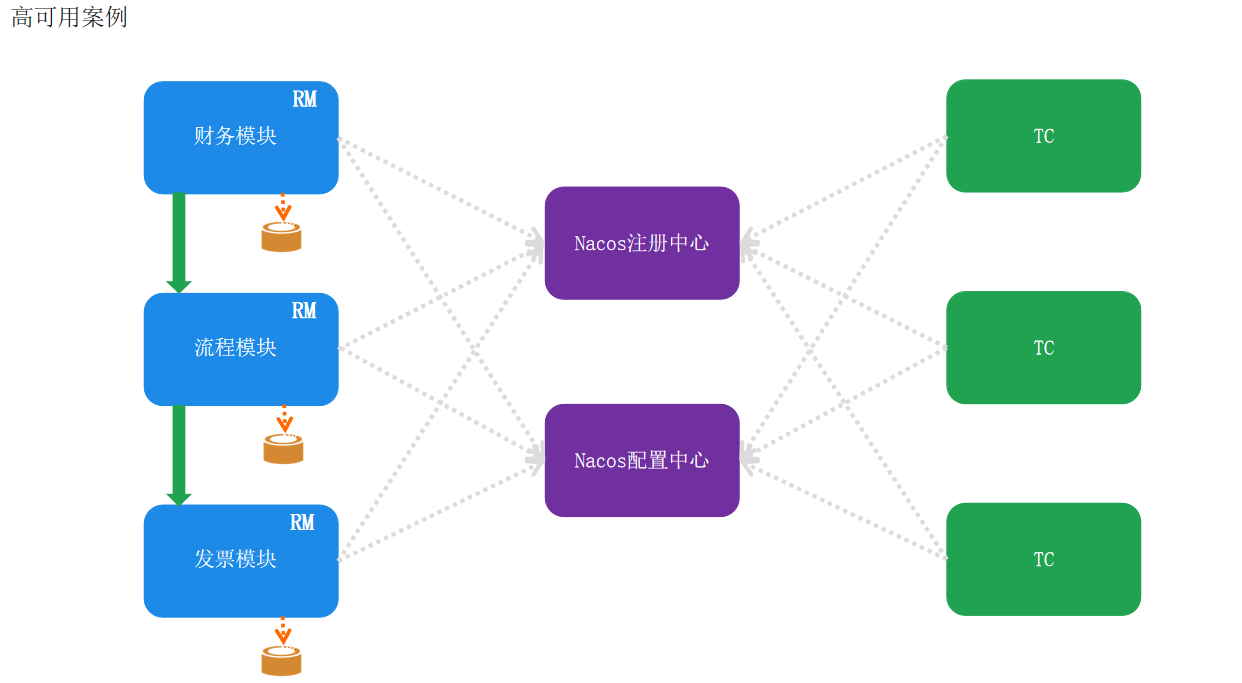 高可用案例
RM
财务模块
TC
Nacos注册中心
RM
流程模块
TC
Nacos配置中心
RM
发票模块
TC